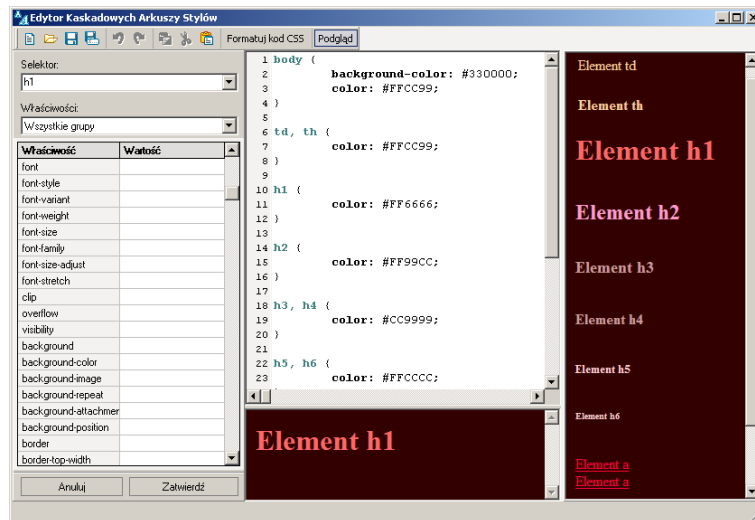 Edytor Kaskadowych Arkuszy Stylów
Formatuj kod CSS Podgląd
Selektor:
h1
Właściwości:
Wszystkie grupy
Właściwość Wartość
font
font-style
font-variant
font-weight
font-size
font-family
font-size-adjust
font-stretch
clip
overflow
visibility
background
background-color
background-image
background-repeat
background-attachmer
background-position
border
border-top-width
Anuluj Zatwierdź
1 body {
2 background-color: #330000;
3 color: #FFCC99;
4 }
5
6 td, th {
7 color: #FFCC99;
8 }
9
10 h1 {
11 color: #FF6666;
12 }
13
14 h2 {
15 color: #FF99CC;
16 }
17
18 h3, h4 {
19 color: #CC9999;
20 }
21
22 h5, h6 {
23 color: #FFCCCC;
Element h1
Element td
Element th
Element h1
Element h2
Element h3
Element h4
Element h5
Element h6
Element a
Element a